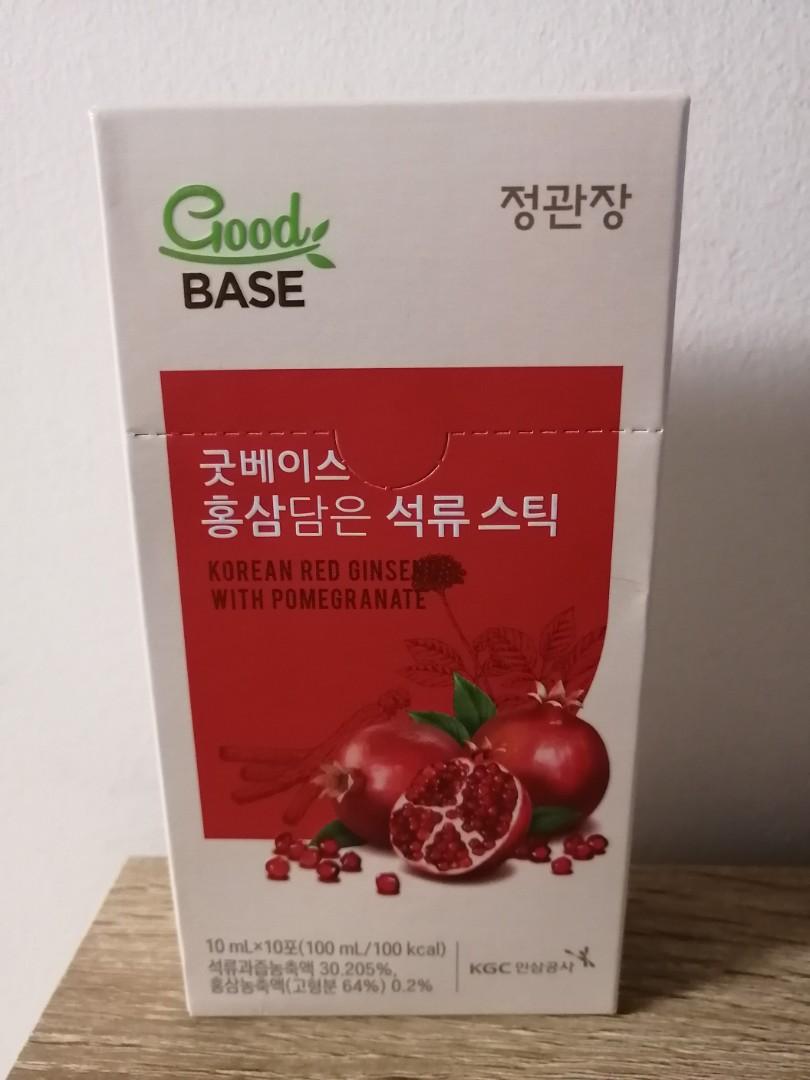 Good
BASE
정관장
굿베이스
홍삼담은 석류 스틱
KOREAN RED GINSENG
WITH POMEGRANATE
10 mL×10포(100 mL/100 kcal)
석류과즙농축액 30.205%,
홍삼농축액(고형분 64%) 0.2%
KGC 인삼공사